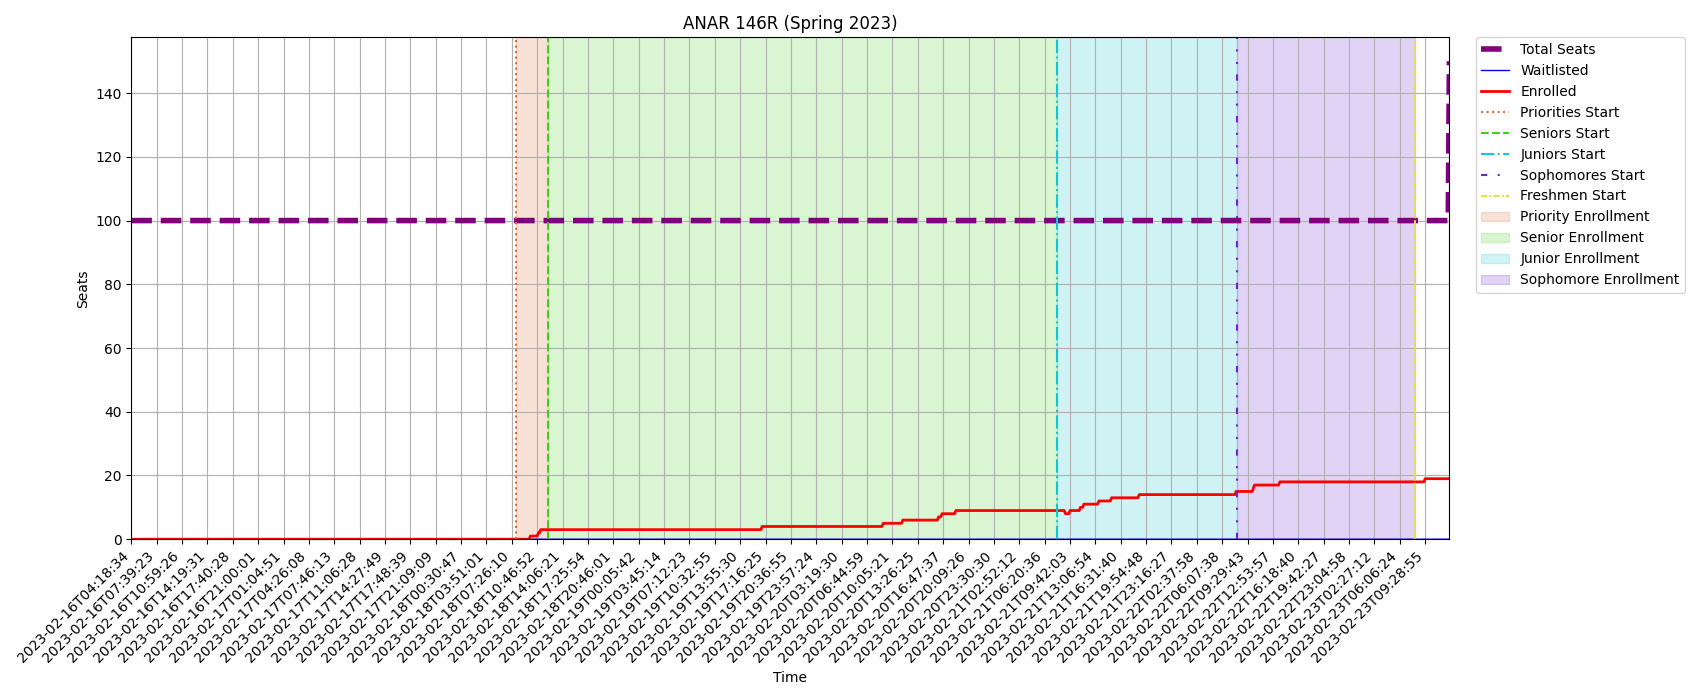 ANAR 146R (Spring 2023)
140
120
100
80
60
40
20
0
Seats
2023-02-16T04:18:34
2023-02-16T07:39:23
2023-02-16T10:59:26
2023-02-16T14:19:31
2023-02-16T17:40:28
2023-02-16T21:00:01
2023-02-17T01:04:51
2023-02-17T04:26:08
2023-02-17T07:46:13
2023-02-17T11:06:28
2023-02-17T14:27:49
2023-02-17T17:48:39
2023-02-17T21:09:09
2023-02-18T00:30:47
2023-02-18T03:51:01
2023-02-18T07:26:10
2023-02-18T10:46:52
2023-02-18T14:06:21
2023-02-18T17:25:54
2023-02-18T20:46:01
2023-02-19T00:05:42
2023-02-19T03:45:14
2023-02-19T07:12:23
2023-02-19T10:32:55
2023-02-19T13:55:30
2023-02-19T17:16:25
2023-02-19T20:36:55
2023-02-19T23:57:24
2023-02-20T03:19:30
2023-02-20T06:44:59
2023-02-20T10:05:21
2023-02-20T13:26:25
2023-02-20T16:47:37
2023-02-20T20:09:26
2023-02-20T23:30:30
2023-02-21T02:52:12
2023-02-21T06:20:36
2023-02-21T09:42:03
2023-02-21T13:06:54
2023-02-21T16:31:40
2023-02-21T19:54:48
2023-02-21T23:16:27
2023-02-22T02:37:58
2023-02-22T06:07:38
2023-02-22T09:29:43
2023-02-22T12:53:57
2023-02-22T16:18:40
2023-02-22T19:42:27
2023-02-22T23:04:58
2023-02-23T02:27:12
2023-02-23T06:06:24
2023-02-23T09:28:55
Time
Total Seats
Waitlisted
Enrolled
Priorities Start
Seniors Start
Juniors Start
Sophomores Start
Freshmen Start
Priority Enrollment
Senior Enrollment
Junior Enrollment
Sophomore Enrollment